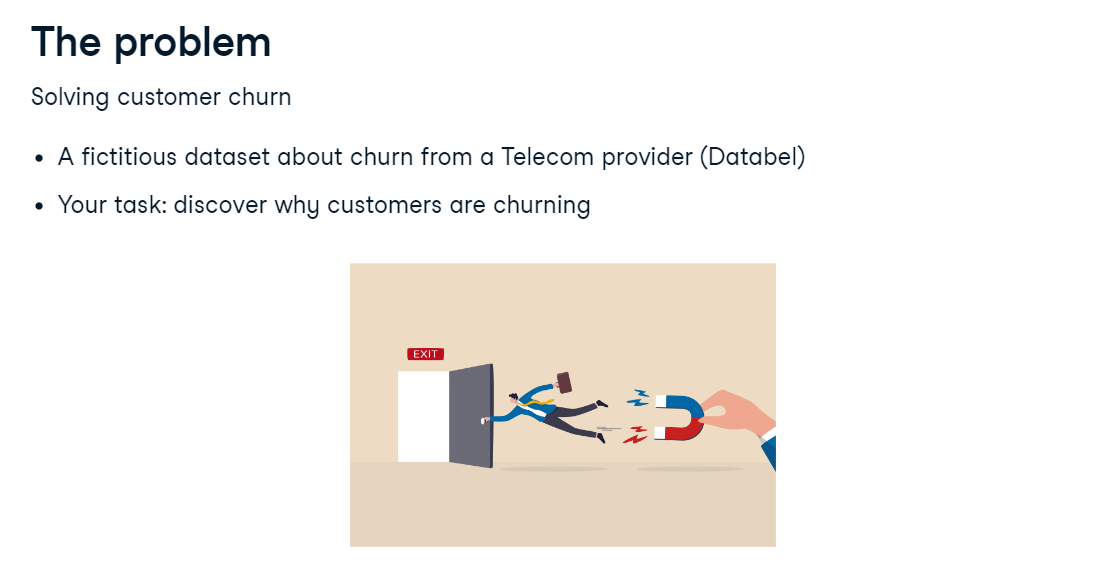 The problem
Solving customer churn
• A fictitious dataset about churn from a Telecom provider (Databel)
• Your task: discover why customers are churning
EXIT